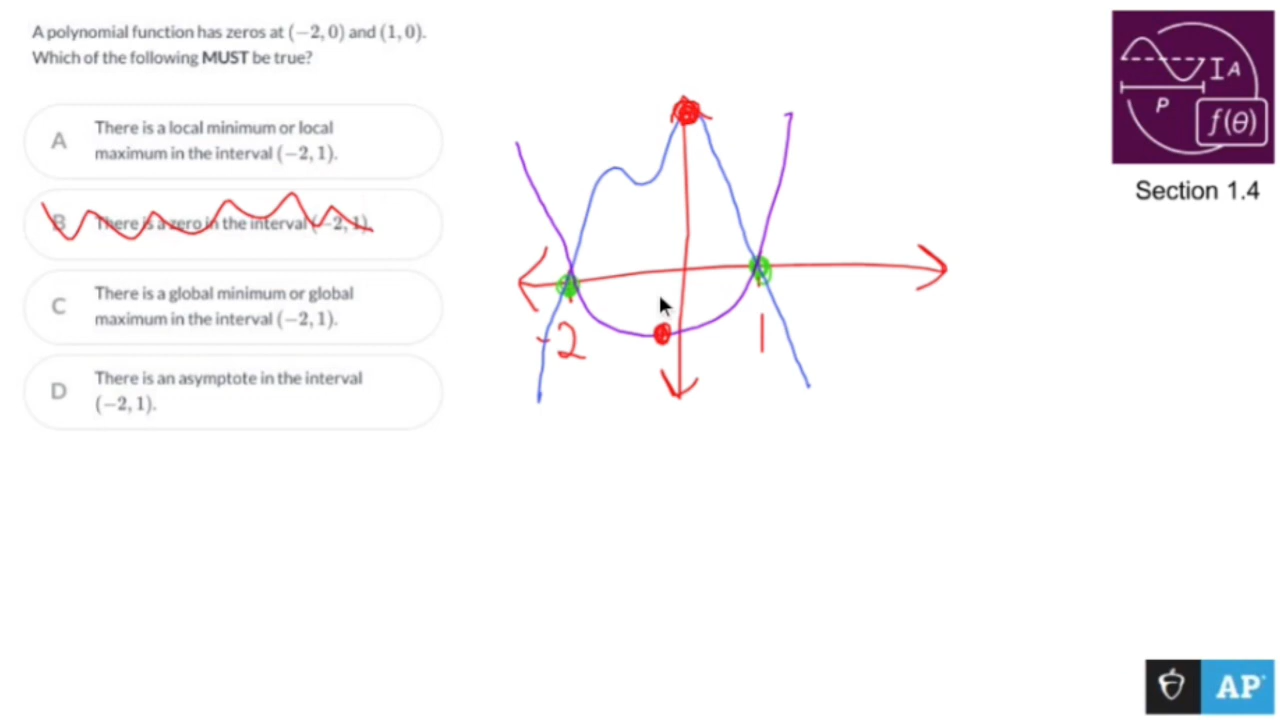 A polynomial function has zeros at (−2, 0) and (1, 0).
Which of the following MUST be true?
A There is a local minimum or local
maximum in the interval (−2, 1).
B There is a zero in the interval (−2, 1).
C There is a global minimum or global
maximum in the interval (−2, 1).
D There is an asymptote in the interval
(−2, 1).
-2
1
A
P
f(θ)
Section 1.4
AP